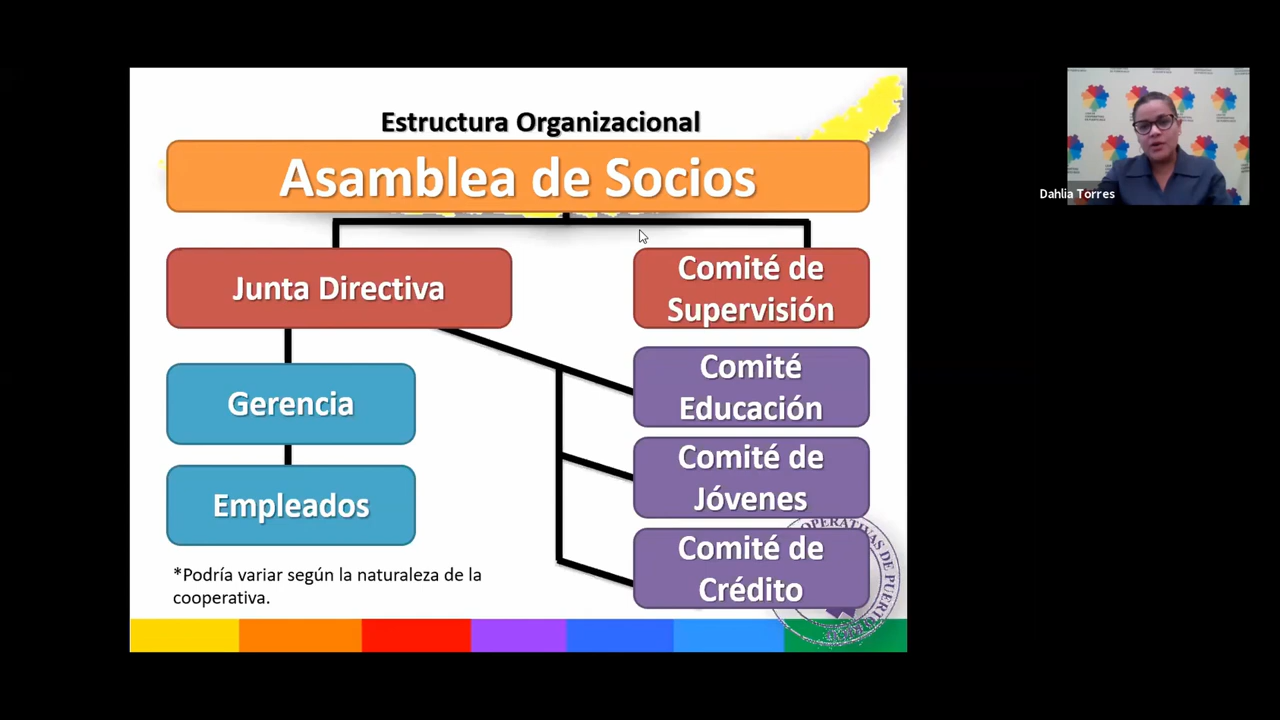 Estructura Organizacional
Asamblea de Socios
Junta Directiva
Comité de
Supervisión
Gerencia
Comité
Educación
Empleados
Comité de
Jóvenes
Comité de
Crédito
*Podría variar según la naturaleza de la
cooperativa.
Dahlia Torres